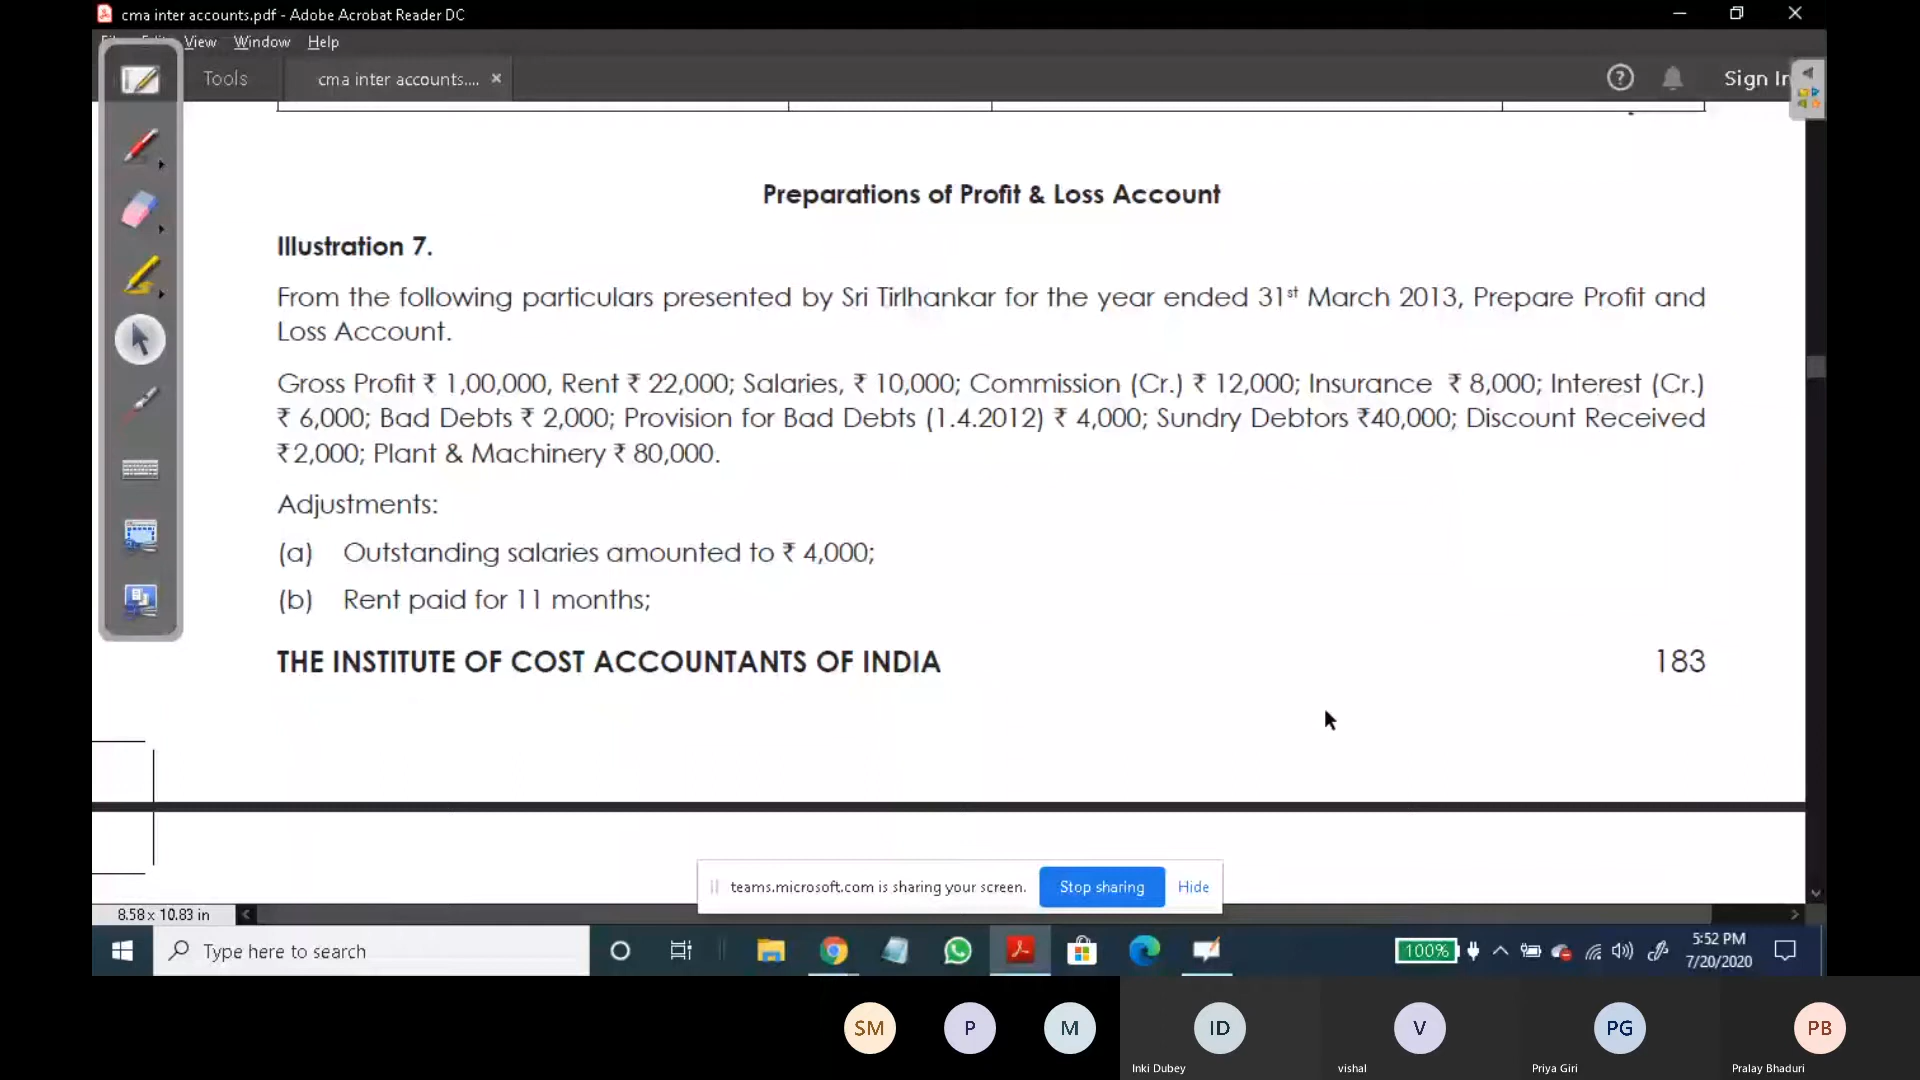 cma inter accounts.pdf - Adobe Acrobat Reader DC
View Window Help
Tools
cma inter accounts....
Sign In
Preparations of Profit & Loss Account
Illustration 7.
From the following particulars presented by Sri Tirlhankar for the year ended 31st March 2013, Prepare Profit and
Loss Account.
Gross Profit ₹ 1,00,000, Rent ₹ 22,000; Salaries, ₹ 10,000; Commission (Cr.) ₹ 12,000; Insurance ₹ 8,000; Interest (Cr.)
₹ 6,000; Bad Debts ₹ 2,000; Provision for Bad Debts (1.4.2012) ₹ 4,000; Sundry Debtors ₹40,000; Discount Received
₹2,000; Plant & Machinery ₹ 80,000.
Adjustments:
(a) Outstanding salaries amounted to ₹ 4,000;
(b) Rent paid for 11 months;
THE INSTITUTE OF COST ACCOUNTANTS OF INDIA 183
teams.microsoft.com is sharing your screen. Stop sharing Hide
8.58 x 10.83 in
Type here to search
100%
5:52 PM
7/20/2020
SM P M ID V PG PB
Inki Dubey vishal Priya Giri Pralay Bhaduri